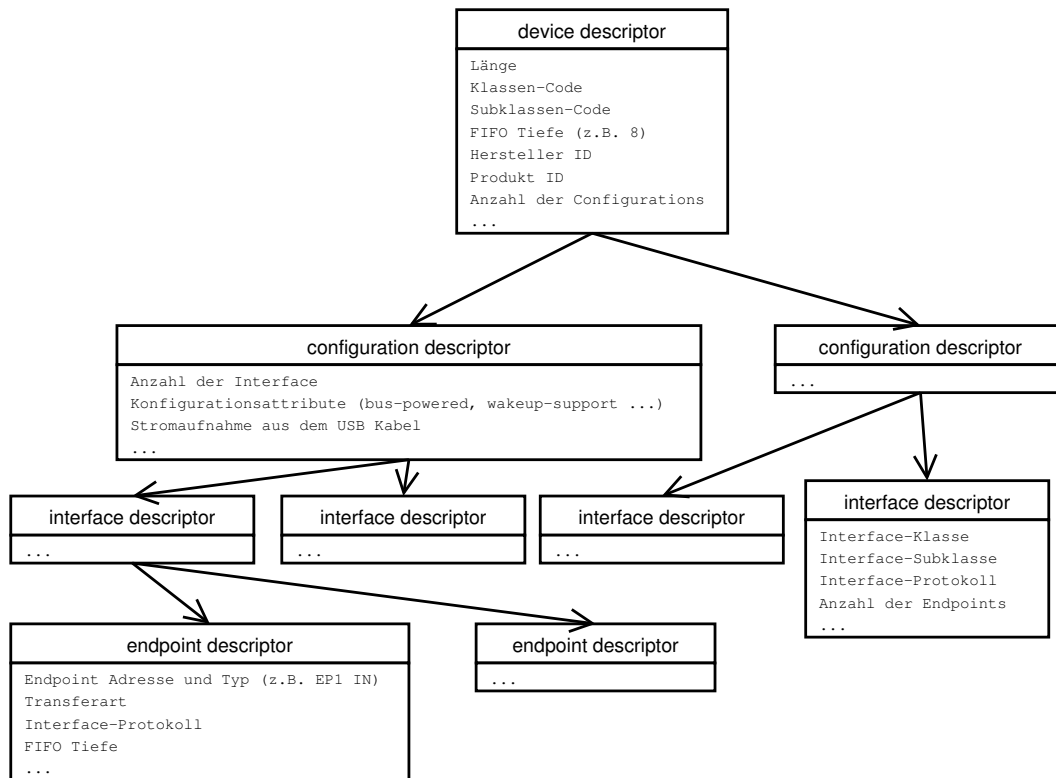 device descriptor
Länge
Klassen-Code
Subklassen-Code
FIFO Tiefe (z.B. 8)
Hersteller ID
Produkt ID
Anzahl der Configurations
...
configuration descriptor
Anzahl der Interface
Konfigurationsattribute (bus-powered, wakeup-support ...)
Stromaufnahme aus dem USB Kabel
...
configuration descriptor
...
interface descriptor
...
interface descriptor
...
interface descriptor
...
interface descriptor
Interface-Klasse
Interface-Subklasse
Interface-Protokoll
Anzahl der Endpoints
...
endpoint descriptor
Endpoint Adresse und Typ (z.B. EP1 IN)
Transferart
Interface-Protokoll
FIFO Tiefe
...
endpoint descriptor
...